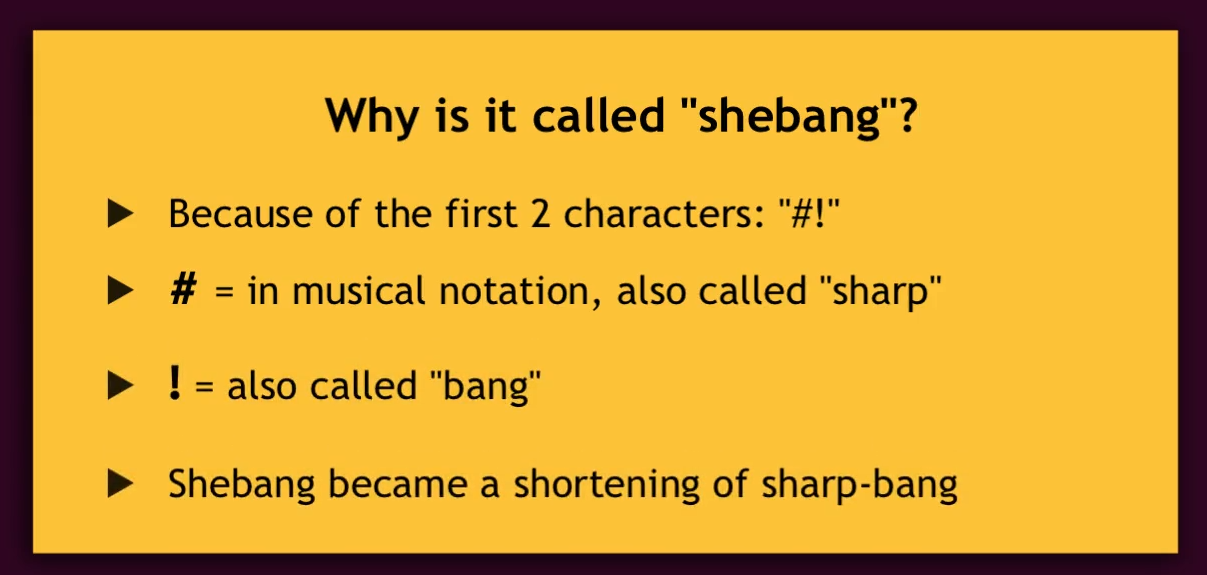 Why is it called "shebang"?
▶ Because of the first 2 characters: "#!"
▶ # = in musical notation, also called "sharp"
▶ ! = also called "bang"
▶ Shebang became a shortening of sharp-bang